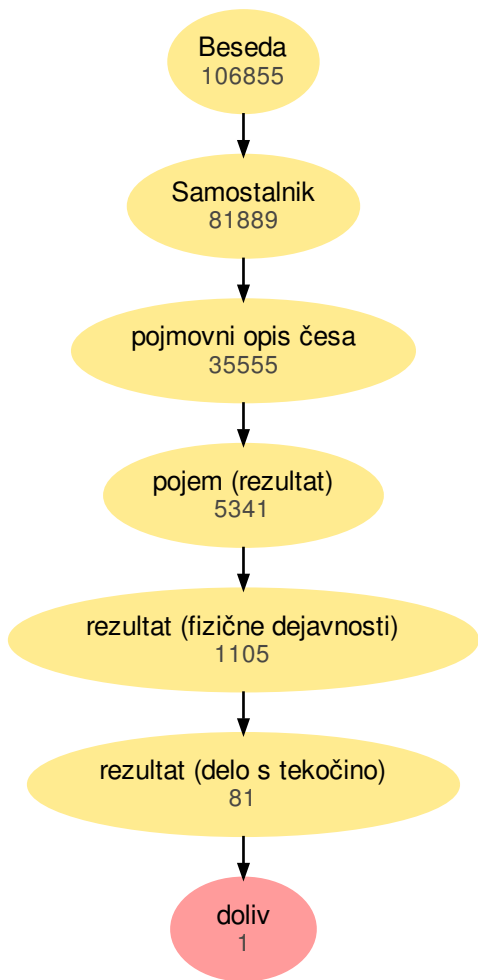 Beseda
106855
Samostalnik
81889
pojmovni opis česa
35555
pojem (rezultat)
5341
rezultat (fizične dejavnosti)
1105
rezultat (delo s tekočino)
81
doliv
1